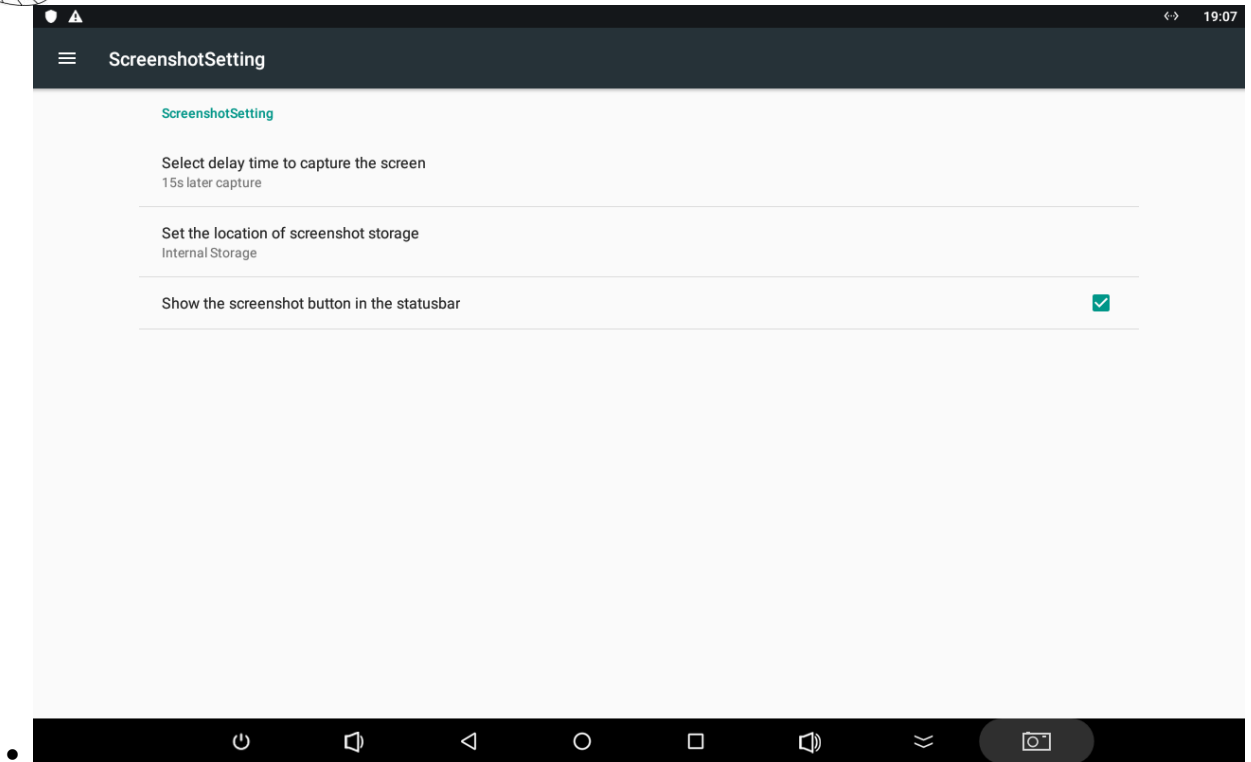 19:07
ScreenshotSetting
ScreenshotSetting
Select delay time to capture the screen
15s later capture
Set the location of screenshot storage
Internal Storage
Show the screenshot button in the statusbar